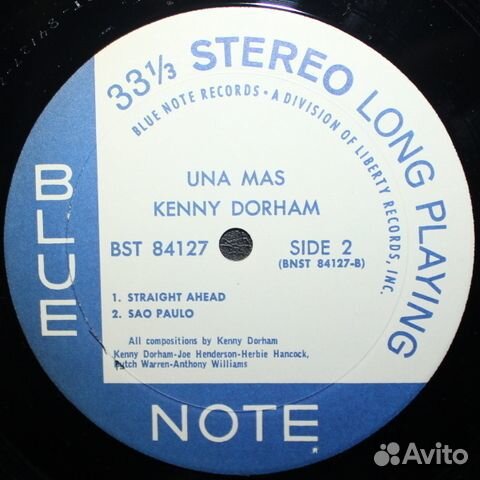 33⅓ STEREO LONG PLAYING
BLUE NOTE RECORDS • A DIVISION OF LIBERTY RECORDS, INC.
UNA MAS
KENNY DORHAM
BST 84127 SIDE 2
(BNST 84127-B)
1. STRAIGHT AHEAD
2. SAO PAULO
All compositions by Kenny Dorham
Kenny Dorham-Joe Henderson-Herbie Hancock,
Butch Warren-Anthony Williams
BLUE
NOTE
Avito